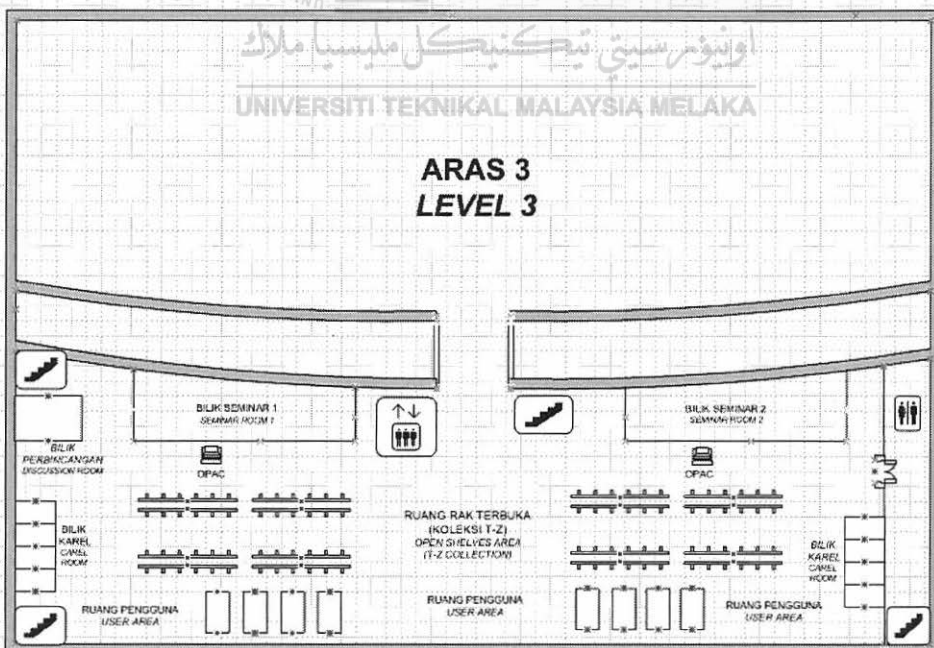 اونيۏرسيتي تيكنيكل مليسيا ملاك
UNIVERSITI TEKNIKAL MALAYSIA MELAKA
ARAS 3
LEVEL 3
BILIK SEMINAR 1
SEMINAR ROOM 1
BILIK SEMINAR 2
SEMINAR ROOM 2
BILIK
PERBINCANGAN
DISCUSSION ROOM
OPAC
OPAC
BILIK
KAREL
CAREL
ROOM
RUANG RAK TERBUKA
(KOLEKSI T-Z)
OPEN SHELVES AREA
(T-Z COLLECTION)
BILIK
KAREL
CAREL
ROOM
RUANG PENGGUNA
USER AREA
RUANG PENGGUNA
USER AREA
RUANG PENGGUNA
USER AREA